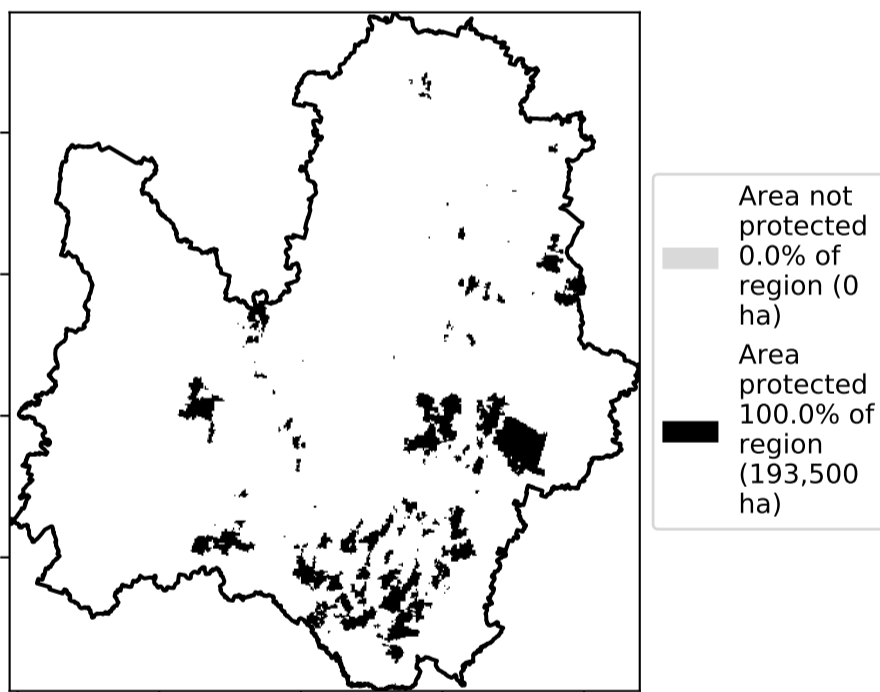 Area not
protected
0.0% of
region (0
ha)
Area
protected
100.0% of
region
(193,500
ha)